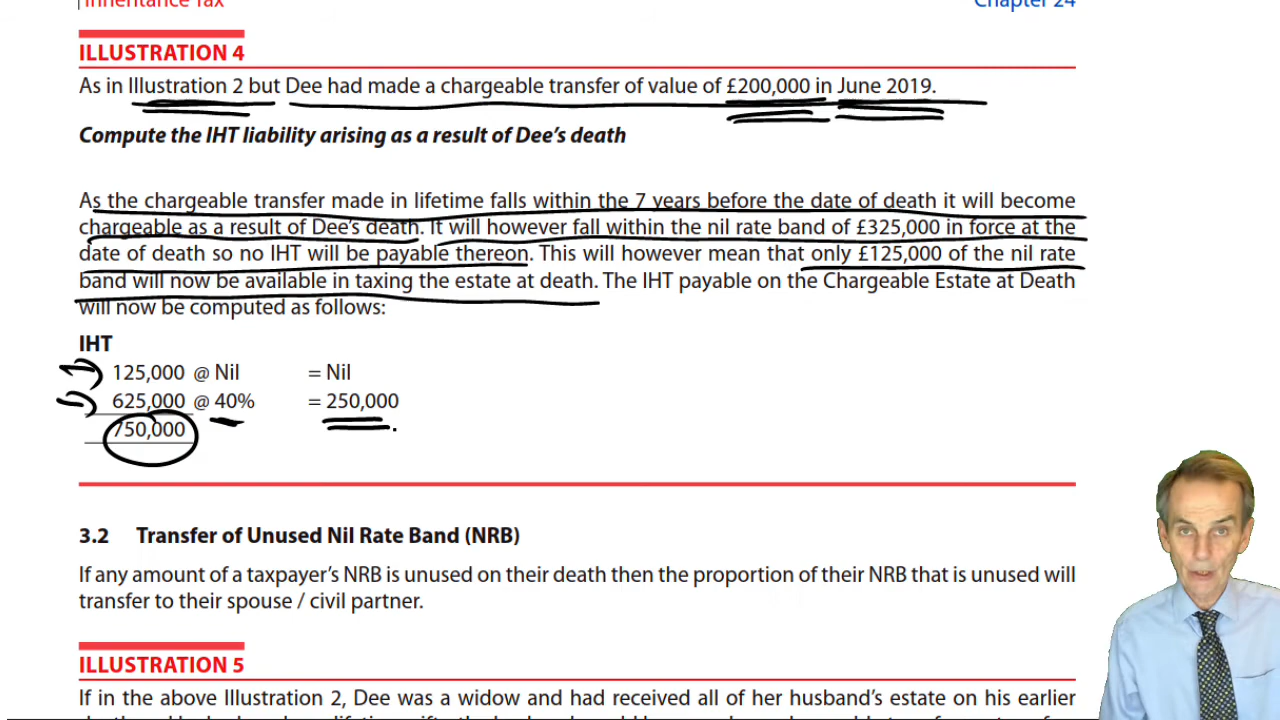 Inheritance Tax
Chapter 24
ILLUSTRATION 4
As in Illustration 2 but Dee had made a chargeable transfer of value of £200,000 in June 2019.
Compute the IHT liability arising as a result of Dee's death
As the chargeable transfer made in lifetime falls within the 7 years before the date of death it will become
chargeable as a result of Dee's death. It will however fall within the nil rate band of £325,000 in force at the
date of death so no IHT will be payable thereon. This will however mean that only £125,000 of the nil rate
band will now be available in taxing the estate at death. The IHT payable on the Chargeable Estate at Death
will now be computed as follows:
IHT
125,000 @ Nil = Nil
625,000 @ 40% = 250,000
750,000
3.2 Transfer of Unused Nil Rate Band (NRB)
If any amount of a taxpayer's NRB is unused on their death then the proportion of their NRB that is unused will
transfer to their spouse / civil partner.
ILLUSTRATION 5
If in the above Illustration 2, Dee was a widow and had received all of her husband's estate on his earlier